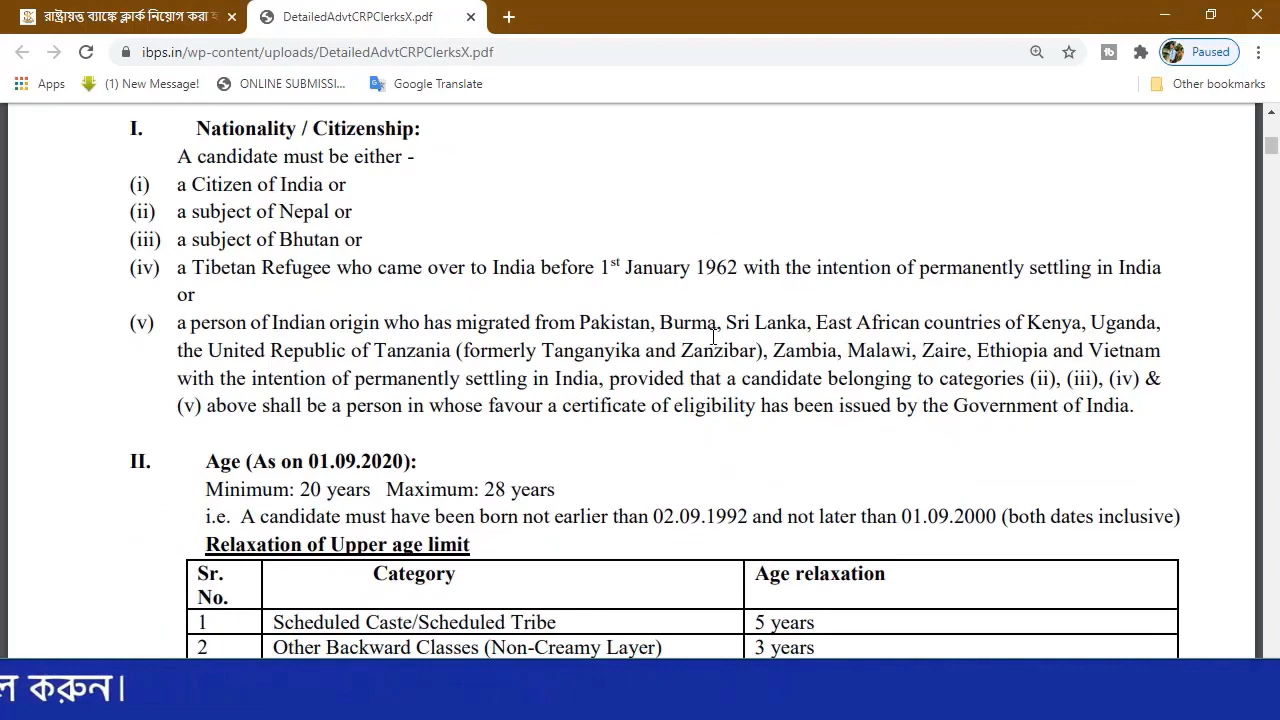 রাষ্ট্রায়ত্ত ব্যাঙ্কে ক্লার্ক নিয়োগ করা
DetailedAdvtCRPClerksX.pdf
ibps.in/wp-content/uploads/DetailedAdvtCRPClerksX.pdf
Paused
Apps
(1) New Message!
ONLINE SUBMISSI...
Google Translate
Other bookmarks
I. Nationality / Citizenship:
A candidate must be either -
(i) a Citizen of India or
(ii) a subject of Nepal or
(iii) a subject of Bhutan or
(iv) a Tibetan Refugee who came over to India before 1st January 1962 with the intention of permanently settling in India
or
(v) a person of Indian origin who has migrated from Pakistan, Burma, Sri Lanka, East African countries of Kenya, Uganda,
the United Republic of Tanzania (formerly Tanganyika and Zanzibar), Zambia, Malawi, Zaire, Ethiopia and Vietnam
with the intention of permanently settling in India, provided that a candidate belonging to categories (ii), (iii), (iv) &
(v) above shall be a person in whose favour a certificate of eligibility has been issued by the Government of India.
II. Age (As on 01.09.2020):
Minimum: 20 years Maximum: 28 years
i.e. A candidate must have been born not earlier than 02.09.1992 and not later than 01.09.2000 (both dates inclusive)
Relaxation of Upper age limit
Sr. No. Category Age relaxation
1 Scheduled Caste/Scheduled Tribe 5 years
2 Other Backward Classes (Non-Creamy Layer) 3 years
করুন।